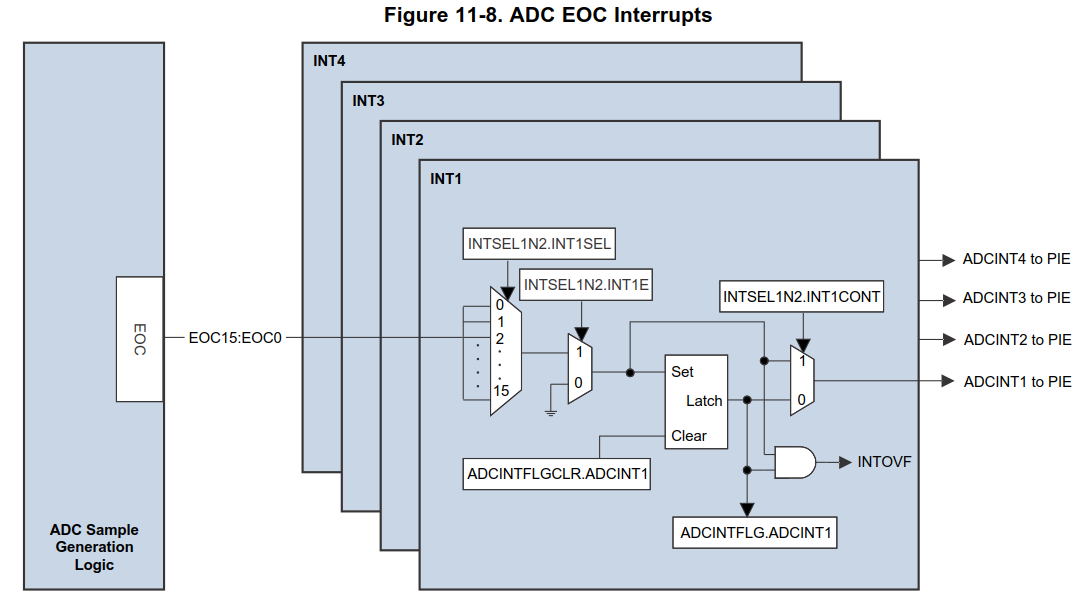 Figure 11-8. ADC EOC Interrupts
INT4
INT3
INT2
INT1
INTSEL1N2.INT1SEL
INTSEL1N2.INT1E
INTSEL1N2.INT1CONT
ADCINT4 to PIE
ADCINT3 to PIE
ADCINT2 to PIE
ADCINT1 to PIE
EOC
EOC15:EOC0
0
1
2
15
1
0
Set
Latch
Clear
1
0
ADCINTFLGCLR.ADCINT1
INTOVF
ADCINTFLG.ADCINT1
ADC Sample
Generation
Logic